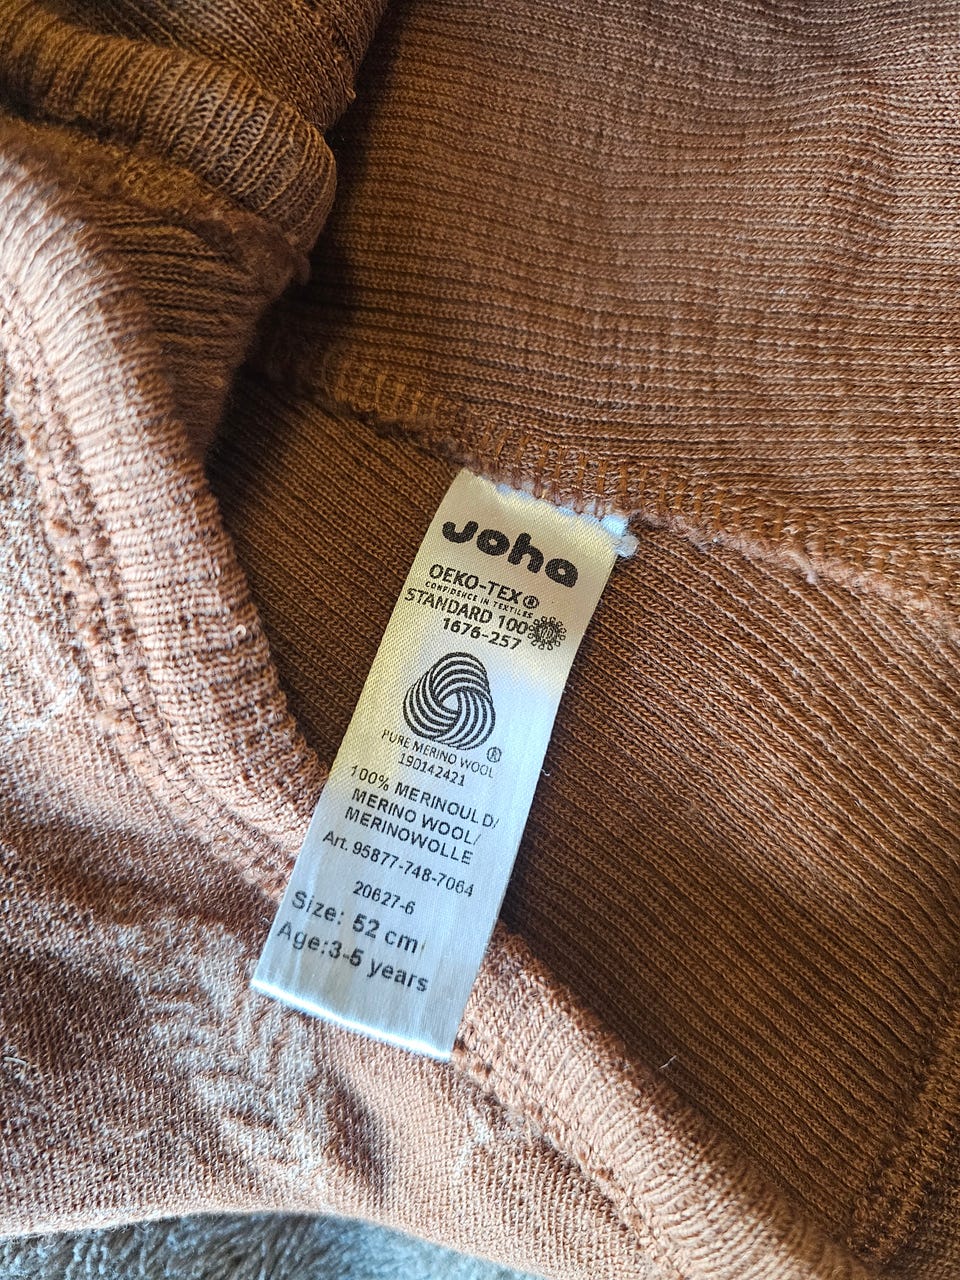 Joha
OEKO-TEX®
CONFIDENCE IN TEXTILES
STANDARD 100
1676-257
PURE MERINO WOOL
®
190142421
100% MERINOULD/
MERINO WOOL/
MERINOWOLLE
Art. 95877-748-7064
20627-6
Size: 52 cm
Age:3-5 years